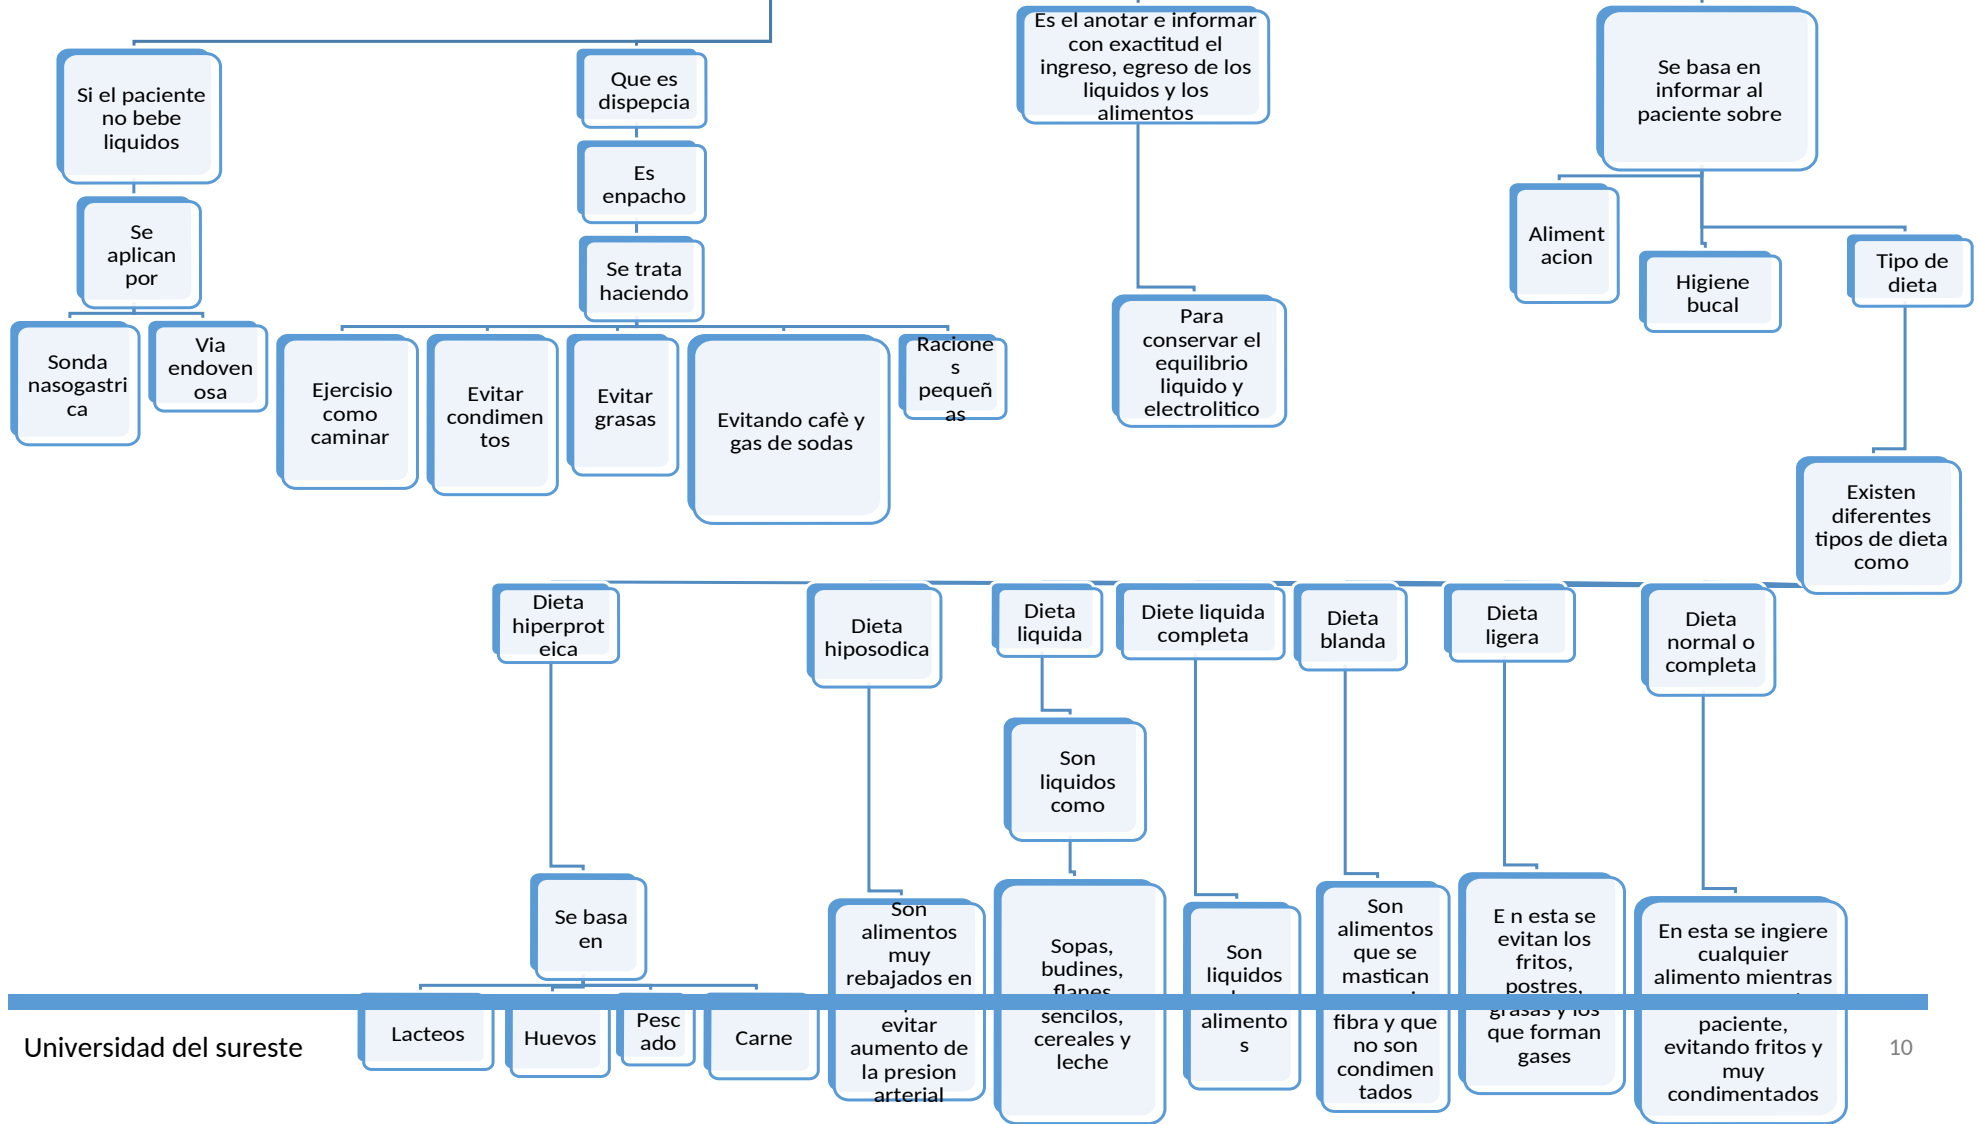 Si el paciente
no bebe
liquidos
Se
aplican
por
Sonda
nasogastri
ca
Via
endoven
osa
Que es
dispepcia
Es
enpacho
Se trata
haciendo
Ejercisio
como
caminar
Evitar
condimen
tos
Evitar
grasas
Evitando cafè y
gas de sodas
Racione
s
pequeñ
as
Es el anotar e informar
con exactitud el
ingreso, egreso de los
liquidos y los
alimentos
Para
conservar el
equilibrio
liquido y
electrolitico
Se basa en
informar al
paciente sobre
Aliment
acion
Higiene
bucal
Tipo de
dieta
Existen
diferentes
tipos de dieta
como
Dieta
hiperprot
eica
Se basa
en
Lacteos
Huevos
Pesc
ado
Carne
Dieta
hiposodica
Son
alimentos
muy
rebajados en
evitar
aumento de
la presion
arterial
Dieta
liquida
Son
liquidos
como
Sopas,
budines,
flanes
sencilos,
cereales y
leche
Diete liquida
completa
Son
liquidos
alimento
s
Dieta
blanda
Son
alimentos
que se
mastican
fibra y que
no son
condimen
tados
Dieta
ligera
E n esta se
evitan los
fritos,
postres,
grasas y los
que forman
gases
Dieta
normal o
completa
En esta se ingiere
cualquier
alimento mientras
paciente,
evitando fritos y
muy
condimentados
Universidad del sureste
10